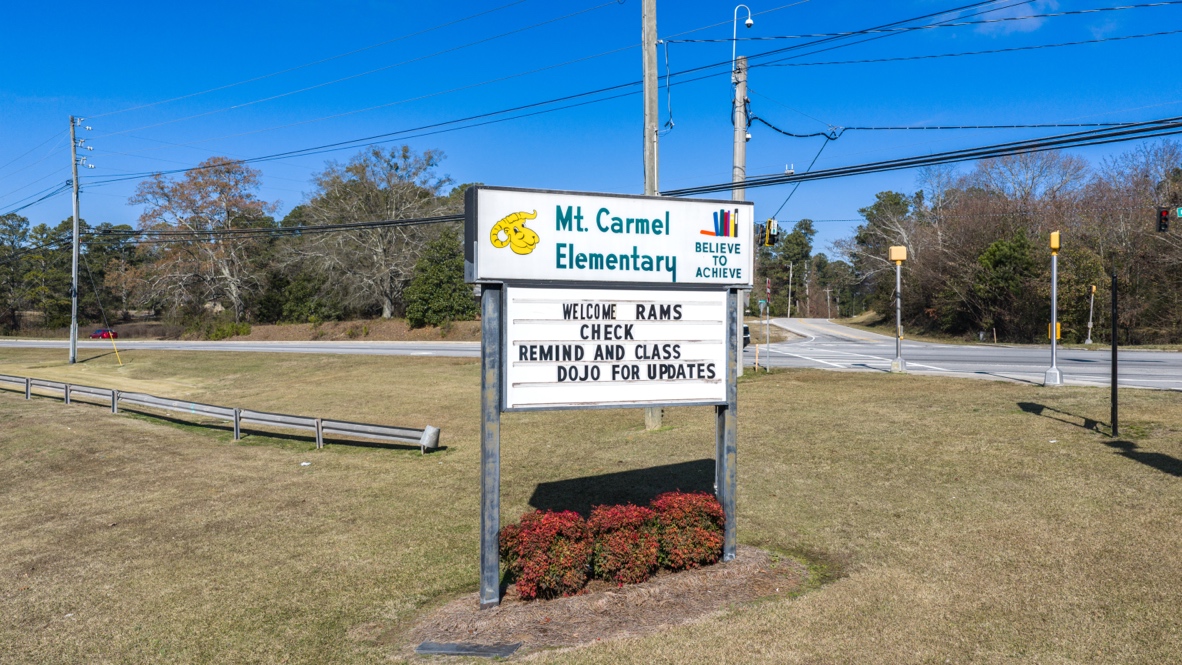 Mt. Carmel
Elementary
BELIEVE
TO
ACHIEVE
WELCOME RAMS
CHECK
REMIND AND CLASS
DOJO FOR UPDATES